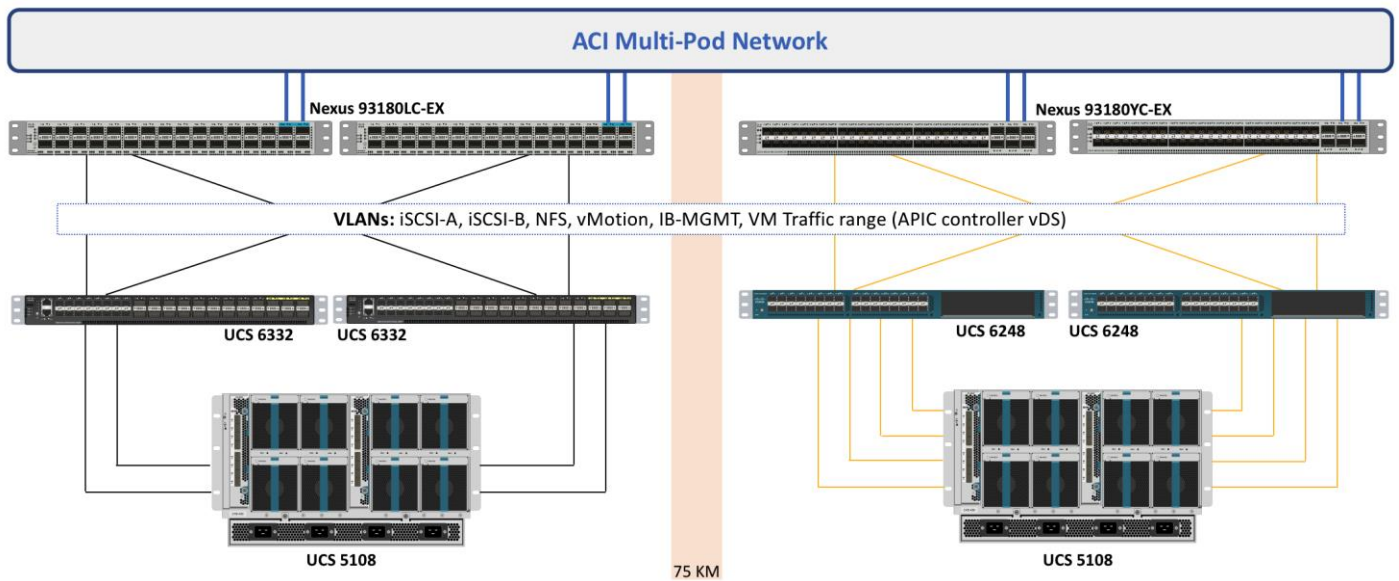 ACI Multi-Pod Network
Nexus 93180LC-EX
Nexus 93180YC-EX
VLANs: iSCSI-A, iSCSI-B, NFS, vMotion, IB-MGMT, VM Traffic range (APIC controller vDS)
UCS 6332
UCS 6332
UCS 6248
UCS 6248
UCS 5108
UCS 5108
75 KM